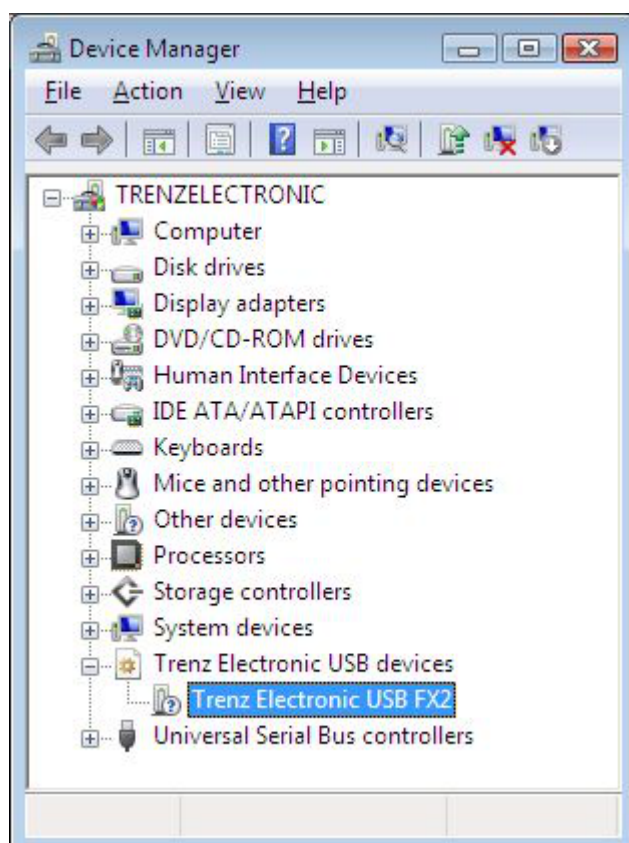 Device Manager
File Action View Help
TRENZELECTRONIC
Computer
Disk drives
Display adapters
DVD/CD-ROM drives
Human Interface Devices
IDE ATA/ATAPI controllers
Keyboards
Mice and other pointing devices
Other devices
Processors
Storage controllers
System devices
Trenz Electronic USB devices
Trenz Electronic USB FX2
Universal Serial Bus controllers